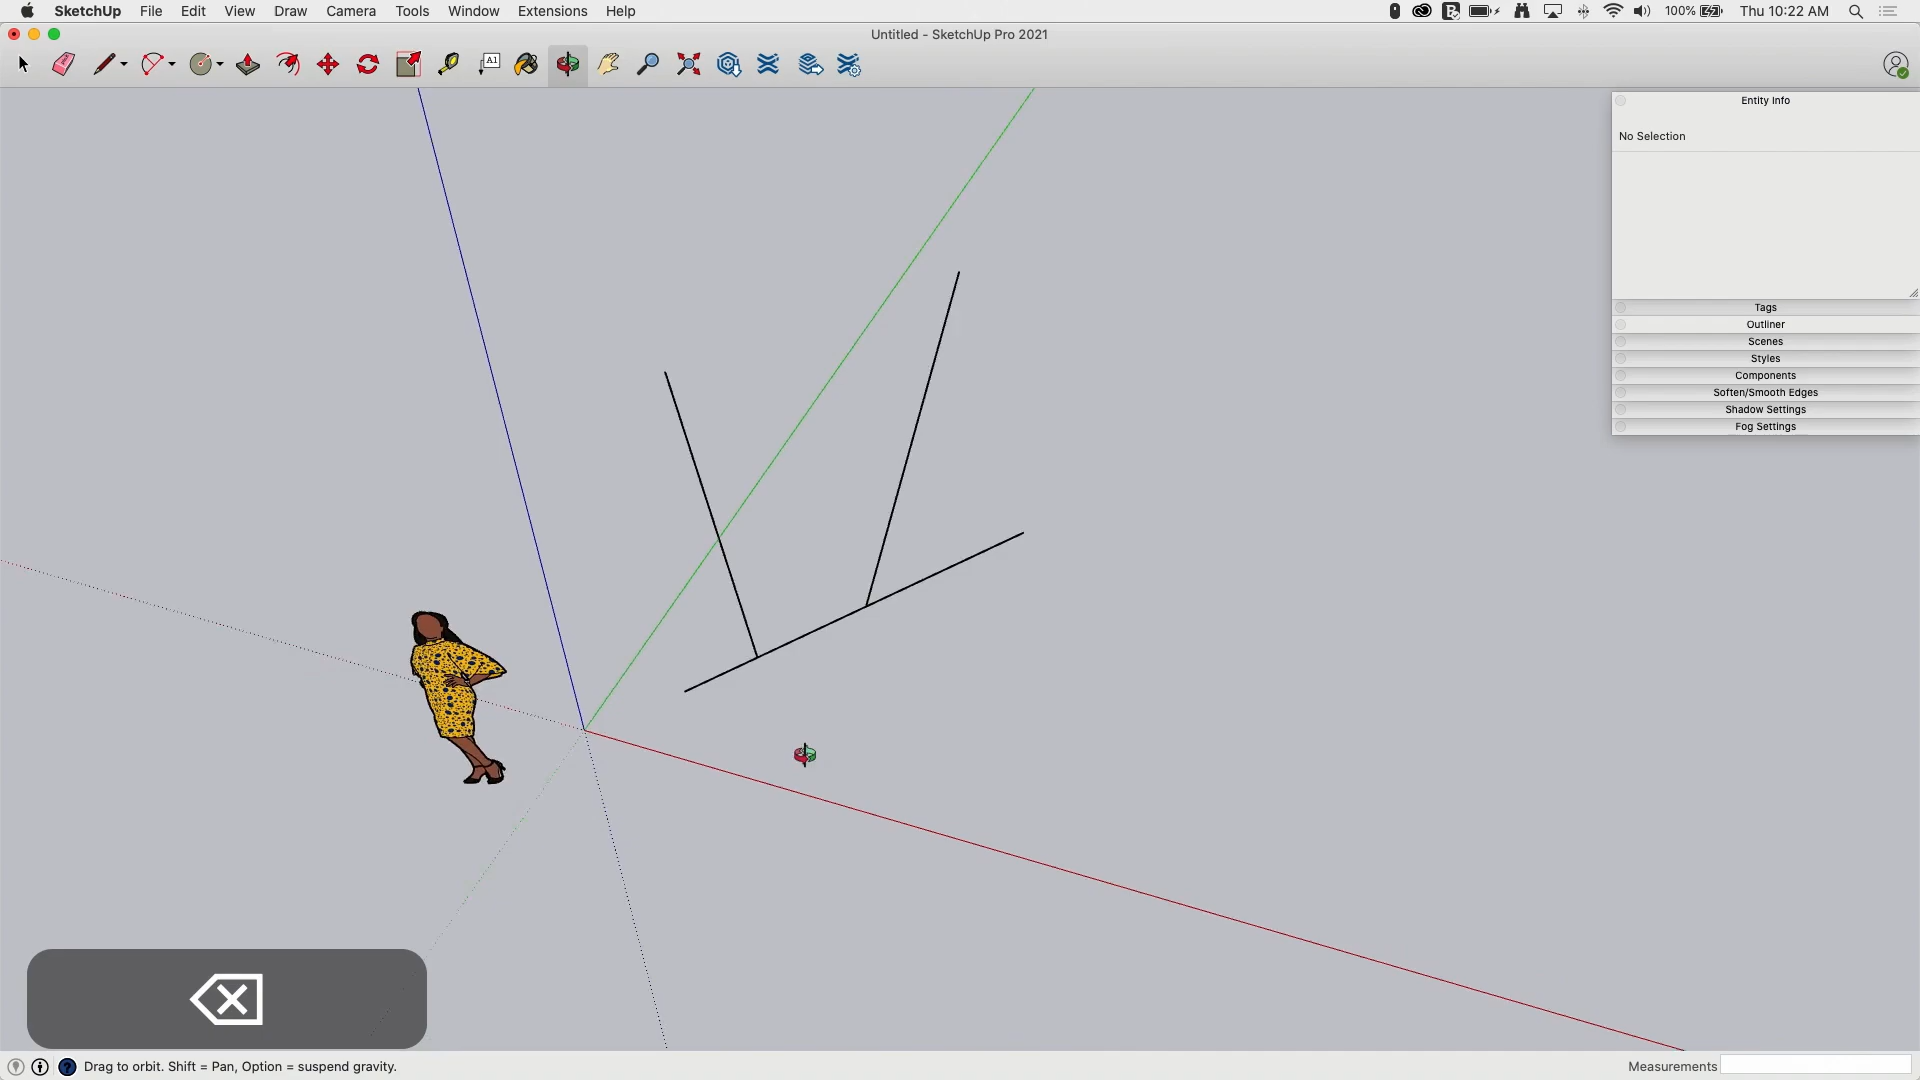 SketchUp File Edit View Draw Camera Tools Window Extensions Help 100% Thu 10:22 AM
Untitled - SketchUp Pro 2021
A1
Entity Info
No Selection
Tags
Outliner
Scenes
Styles
Components
Soften/Smooth Edges
Shadow Settings
Fog Settings
Drag to orbit. Shift = Pan, Option = suspend gravity.
Measurements